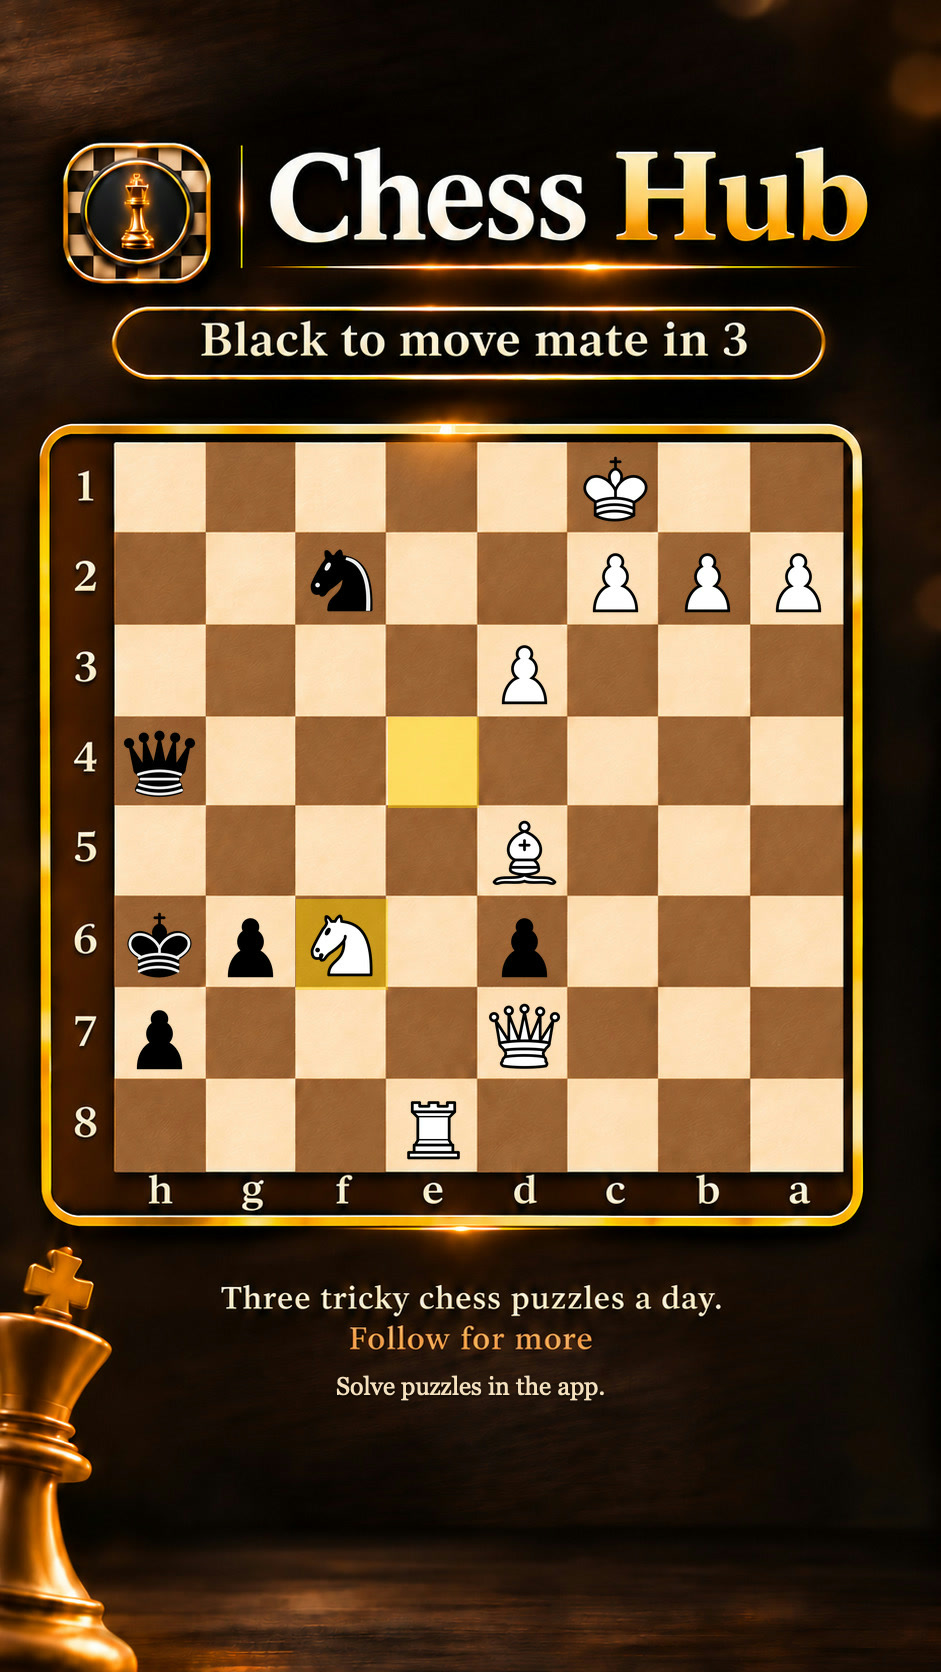 Chess Hub
Black to move mate in 3
1
2
3
4
5
6
7
8
h g f e d c b a
Three tricky chess puzzles a day.
Follow for more
Solve puzzles in the app.